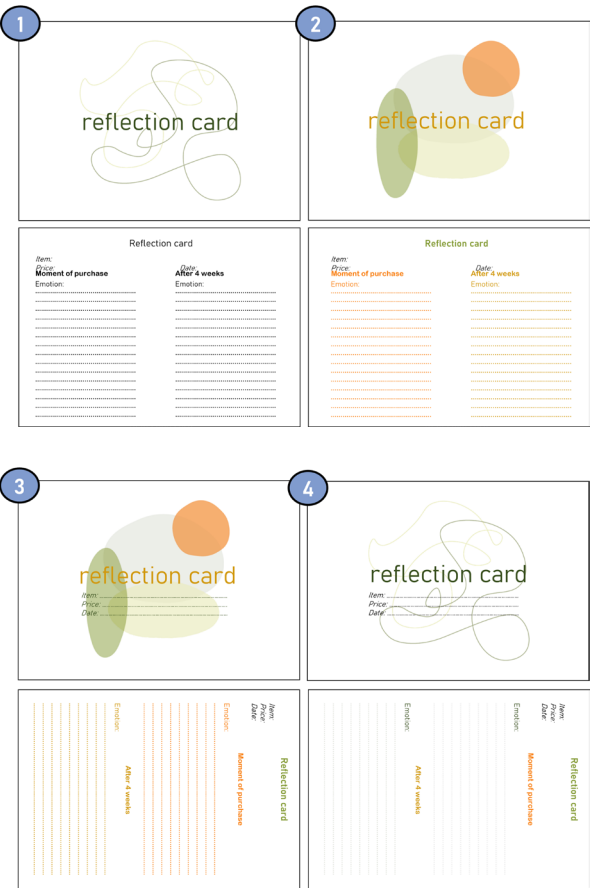 1
reflection card
Reflection card
Item:
Price: Date:
Moment of purchase After 4 weeks
Emotion: Emotion:
2
reflection card
Reflection card
Item:
Price: Date:
Moment of purchase After 4 weeks
Emotion: Emotion:
3
reflection card
Item:
Price:
Date:
Reflection card
Item:
Price:
Date:
Moment of purchase
Emotion:
After 4 weeks
Emotion:
4
reflection card
Item:
Price:
Date:
Reflection card
Item:
Price:
Date:
Moment of purchase
Emotion:
After 4 weeks
Emotion: